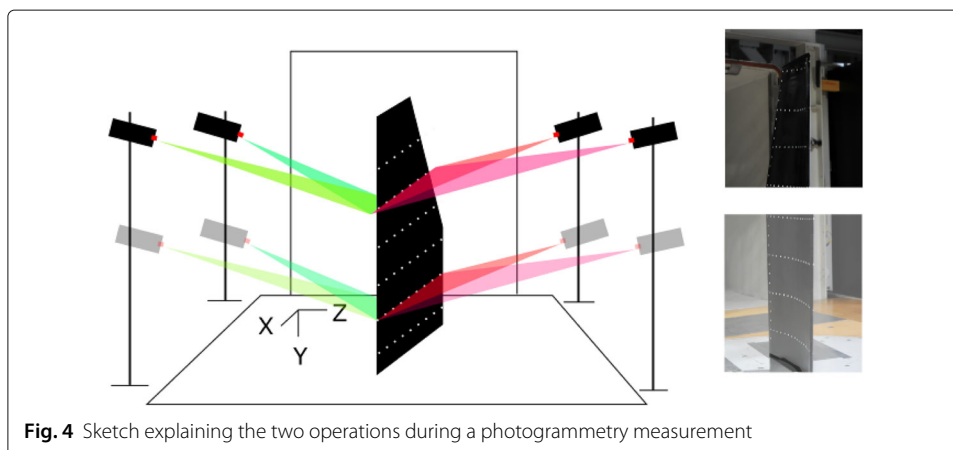 Z
X
Y
Fig. 4 Sketch explaining the two operations during a photogrammetry measurement